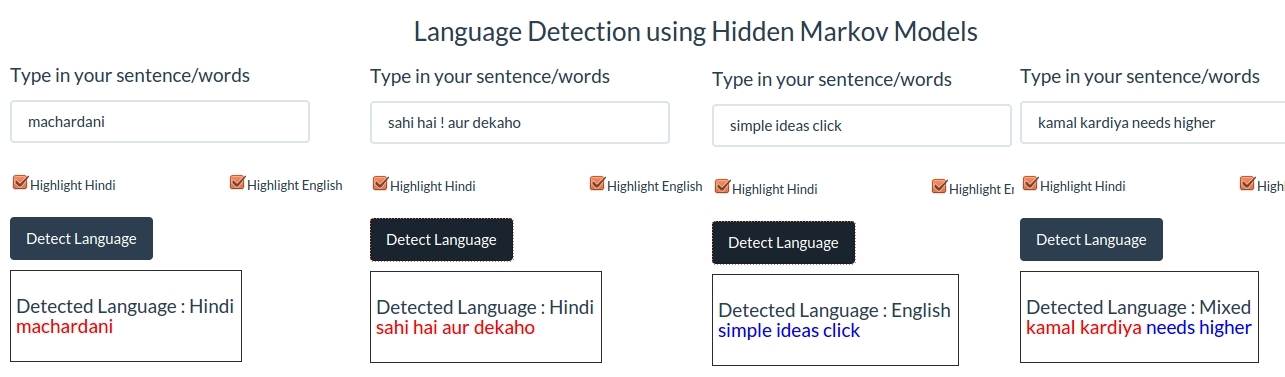 Language Detection using Hidden Markov Models
Type in your sentence/words
machardani
Highlight Hindi
Highlight English
Detect Language
Detected Language : Hindi
machardani
Type in your sentence/words
sahi hai ! aur dekaho
Highlight Hindi
Highlight English
Detect Language
Detected Language : Hindi
sahi hai aur dekaho
Type in your sentence/words
simple ideas click
Highlight Hindi
Highlight
Detect Language
Detected Language : English
simple ideas click
Type in your sentence/words
kamal kardiya needs higher
Highlight Hindi
Detect Language
Detected Language : Mixed
kamal kardiya needs higher